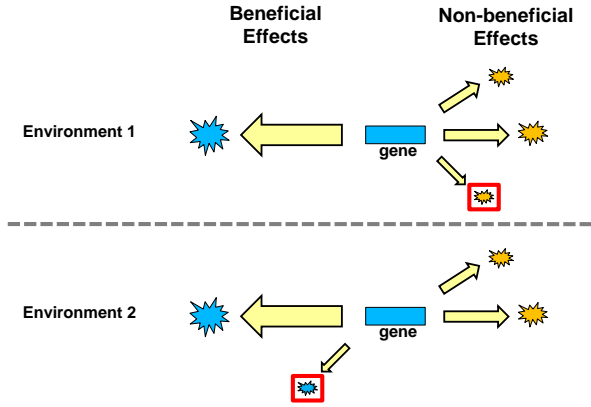 Beneficial
Effects
Non-beneficial
Effects
Environment 1
gene
Environment 2
gene